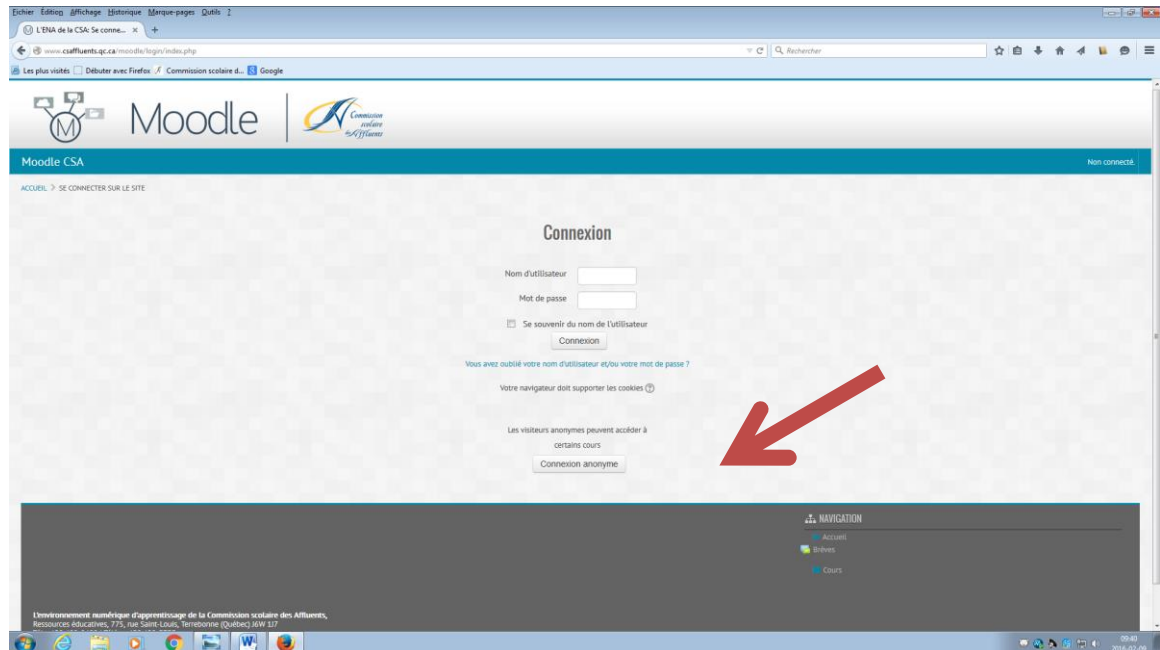 Fichier Édition Affichage Historique Marque-pages Outils ?
L'ENA de la CSA: Se conne... × +
www.csaffluents.qc.ca/moodle/login/index.php
Rechercher
Les plus visités Débuter avec Firefox Commission scolaire d... Google
M Moodle
Commission
scolaire
des Affluents
Moodle CSA Non connecté.
ACCUEIL > SE CONNECTER SUR LE SITE
Connexion
Nom d'utilisateur
Mot de passe
Se souvenir du nom de l'utilisateur
Connexion
Vous avez oublié votre nom d'utilisateur et/ou votre mot de passe ?
Votre navigateur doit supporter les cookies
Les visiteurs anonymes peuvent accéder à
certains cours
Connexion anonyme
NAVIGATION
Accueil
Brèves
Cours
L'environnement numérique d'apprentissage de la Commission scolaire des Affluents,
Ressources éducatives, 775, rue Saint-Louis, Terrebonne (Québec) J6W 1J7
09:40